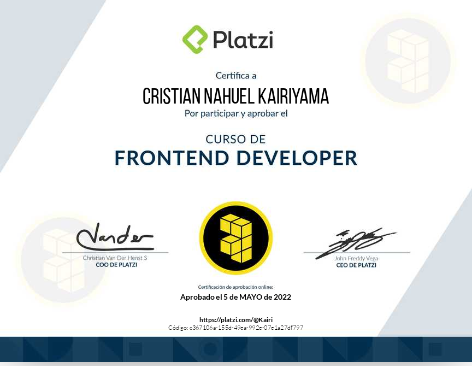 Platzi
Certifica a
CRISTIAN NAHUEL KAIRIYAMA
Por participar y aprobar el
CURSO DE
FRONTEND DEVELOPER
Christian Van Der Henst S
COO DE PLATZI
John Freddy Vega
CEO DE PLATZI
Certificación de aprobación online:
Aprobado el 5 de MAYO de 2022
https://platzi.com/@Kairi
Código: